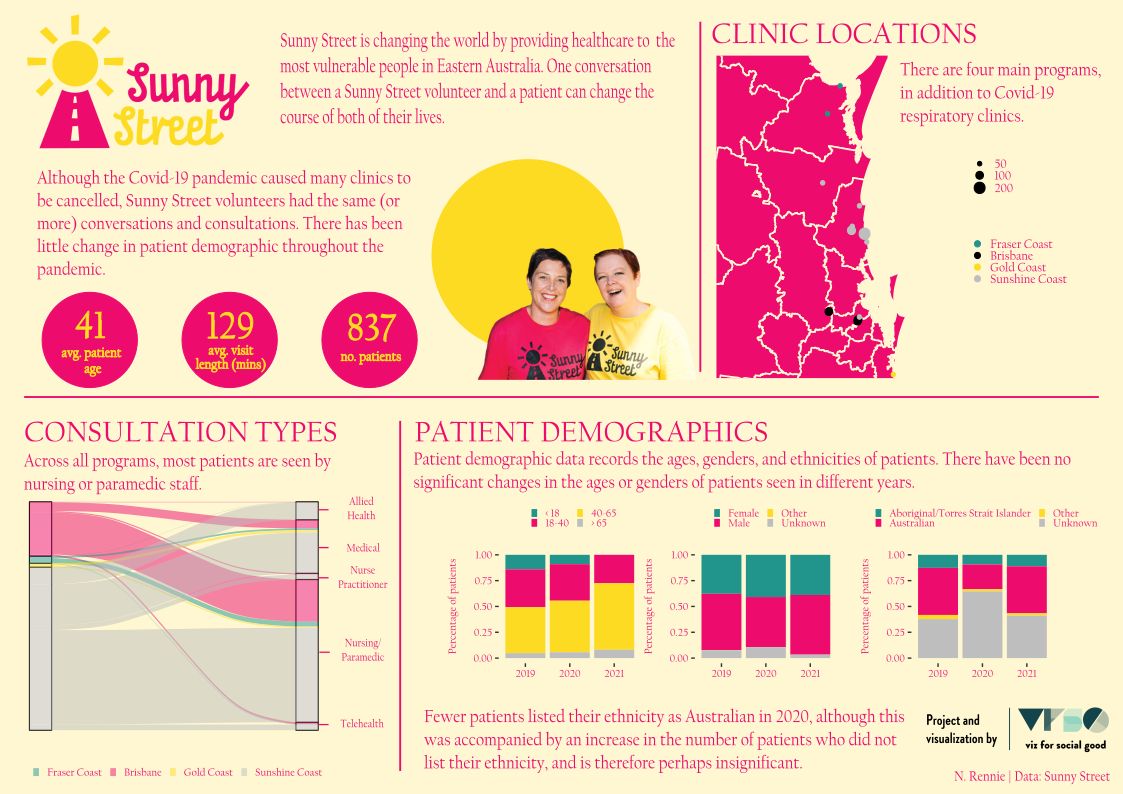 Sunny
Street
Sunny Street is changing the world by providing healthcare to the
most vulnerable people in Eastern Australia. One conversation
between a Sunny Street volunteer and a patient can change the
course of both of their lives.
Although the Covid-19 pandemic caused many clinics to
be cancelled, Sunny Street volunteers had the same (or
more) conversations and consultations. There has been
little change in patient demographic throughout the
pandemic.
41
avg. patient
age
129
avg. visit
length (mins)
837
no. patients
Sunny
Street
Sunny
Street
CLINIC LOCATIONS
There are four main programs,
in addition to Covid-19
respiratory clinics.
50
100
200
Fraser Coast
Brisbane
Gold Coast
Sunshine Coast
CONSULTATION TYPES
Across all programs, most patients are seen by
nursing or paramedic staff.
Allied
Health
Medical
Nurse
Practitioner
Nursing/
Paramedic
Telehealth
Fraser Coast Brisbane Gold Coast Sunshine Coast
PATIENT DEMOGRAPHICS
Patient demographic data records the ages, genders, and ethnicities of patients. There have been no
significant changes in the ages or genders of patients seen in different years.
<18 40-65
18-40 >65
Percentage of patients
1.00
0.75
0.50
0.25
0.00
2019 2020 2021
Female Other
Male Unknown
Percentage of patients
1.00
0.75
0.50
0.25
0.00
2019 2020 2021
Aboriginal/Torres Strait Islander Other
Australian Unknown
Percentage of patients
1.00
0.75
0.50
0.25
0.00
2019 2020 2021
Fewer patients listed their ethnicity as Australian in 2020, although this
was accompanied by an increase in the number of patients who did not
list their ethnicity, and is therefore perhaps insignificant.
Project and
visualization by
VFSG
viz for social good
N. Rennie | Data: Sunny Street